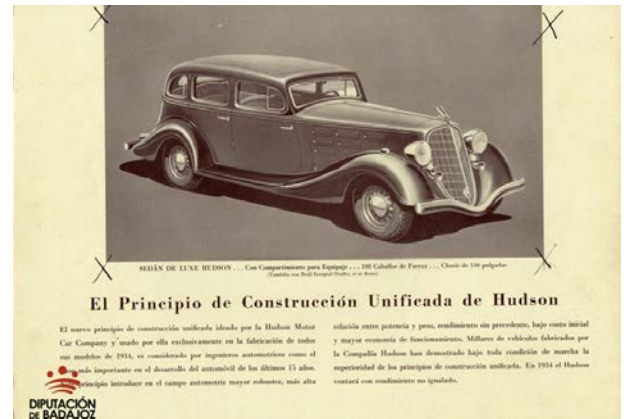 SEDÁN DE LUXE HUDSON . . . Con Compartimiento para Equipaje . . . 108 Caballos de Fuerza . . . Chasis de 116 pulgadas
(También con Baúl Integral
El Principio de Construcción Unificada de Hudson
El nuevo principio de construcción unificada ideado por la Hudson Motor
Car Company y usado por ella exclusivamente en la fabricación de todos
sus modelos de 1934, es considerado por ingenieros automotrices como el
más importante en el desarrollo del automóvil de los últimos 15 años.
principio introduce en el campo automotriz mayor robustez, más alta
relación entre potencia y peso, rendimiento sin precedente, bajo costo inicial
y mayor economía de funcionamiento. Millares de vehículos fabricados por
la Compañía Hudson han demostrado bajo toda condición de marcha la
superioridad de los principios de construcción unificada. En 1934 el Hudson
contará con rendimiento no igualado.
DIPUTACIÓN
DE BADAJOZ